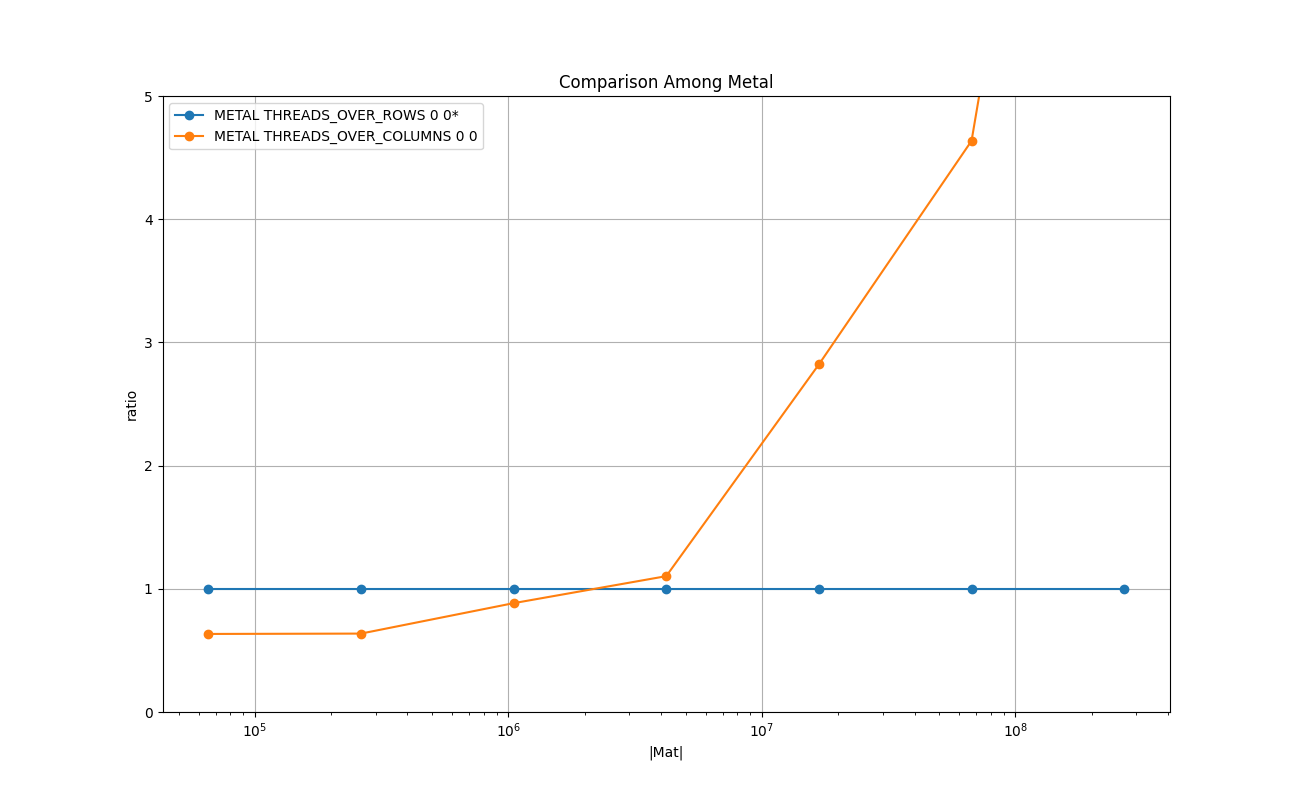 Comparison Among Metal
METAL THREADS_OVER_ROWS 0 0*
METAL THREADS_OVER_COLUMNS 0 0
5
4
3
2
1
0
ratio
10⁵
10⁶
10⁷
10⁸
|Mat|